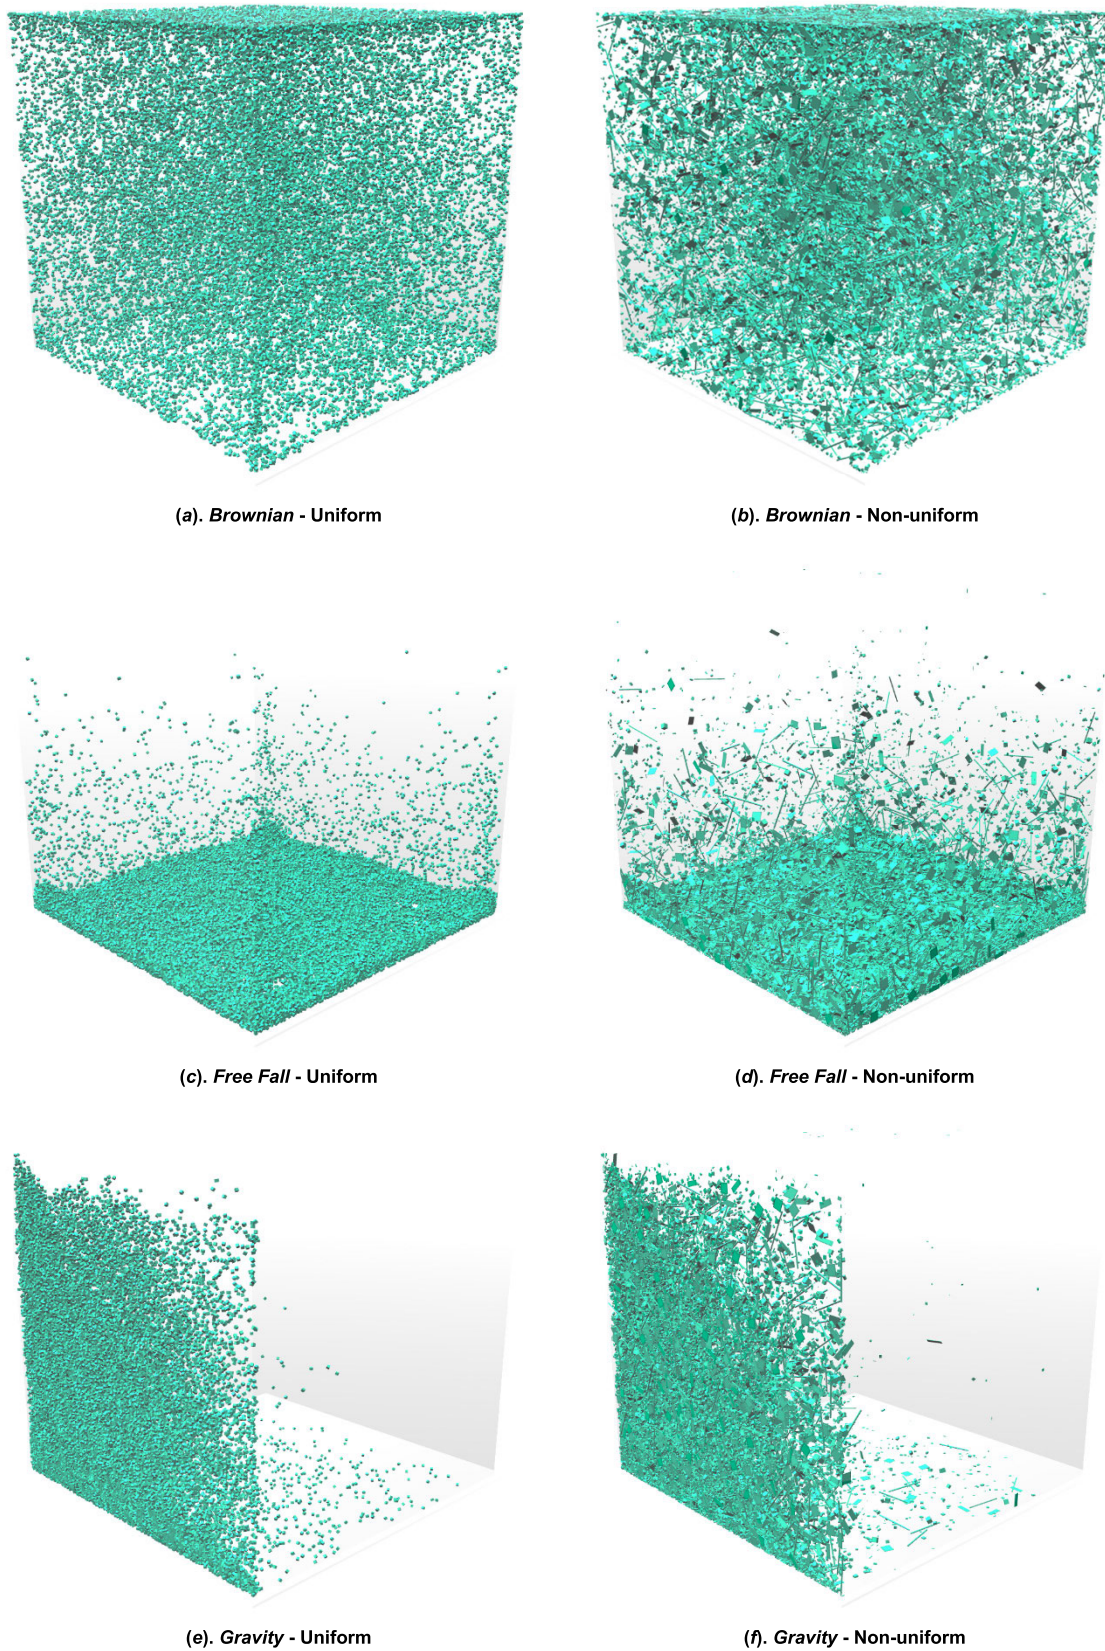 (a). Brownian - Uniform
(b). Brownian - Non-uniform
(c). Free Fall - Uniform
(d). Free Fall - Non-uniform
(e). Gravity - Uniform
(f). Gravity - Non-uniform